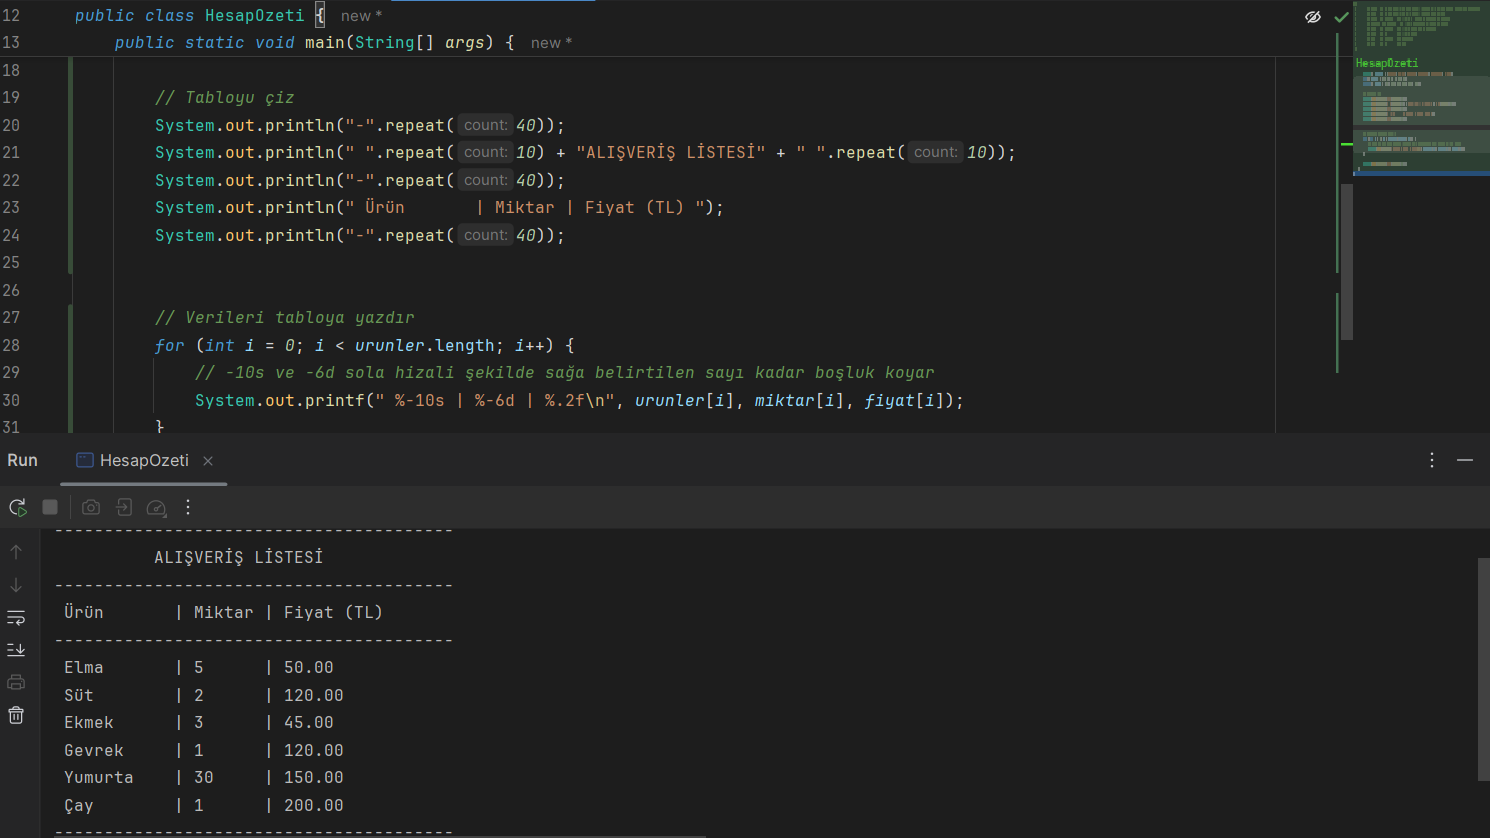 12 public class HesapOzeti { new *
13 public static void main(String[] args) { new *
18
19 // Tabloyu çiz
20 System.out.println("-".repeat( count: 40));
21 System.out.println(" ".repeat( count: 10) + "ALIŞVERİŞ LİSTESİ" + " ".repeat( count: 10));
22 System.out.println("-".repeat( count: 40));
23 System.out.println(" Ürün       | Miktar | Fiyat (TL) ");
24 System.out.println("-".repeat( count: 40));
25
26
27 // Verileri tabloya yazdır
28 for (int i = 0; i < urunler.length; i++) {
29 // -10s ve -6d sola hizali şekilde sağa belirtilen sayı kadar boşluk koyar
30 System.out.printf(" %-10s | %-6d | %.2f\n", urunler[i], miktar[i], fiyat[i]);
31 }
HesapOzeti
Run HesapOzeti
----------------------------------------
ALIŞVERİŞ LİSTESİ
----------------------------------------
Ürün       | Miktar | Fiyat (TL)
----------------------------------------
Elma       | 5      | 50.00
Süt        | 2      | 120.00
Ekmek      | 3      | 45.00
Gevrek     | 1      | 120.00
Yumurta    | 30     | 150.00
Çay        | 1      | 200.00
----------------------------------------